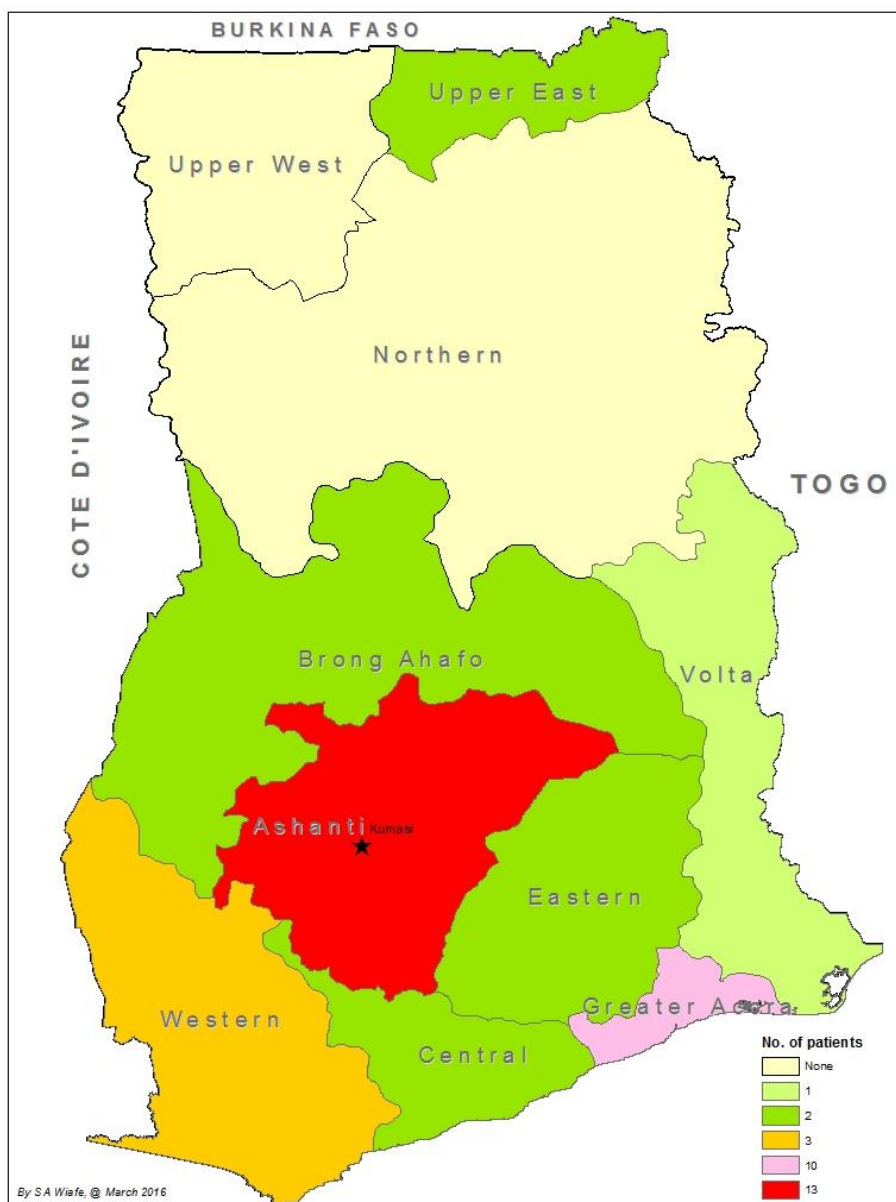 BURKINA FASO
Upper East
Upper West
Northern
COTE D'IVOIRE
TOGO
Brong Ahafo
Volta
Ashanti
Kumasi
Eastern
Greater Accra
Western
Central
No. of patients
None
1
2
3
10
13
By S A Wiafe, @ March 2016